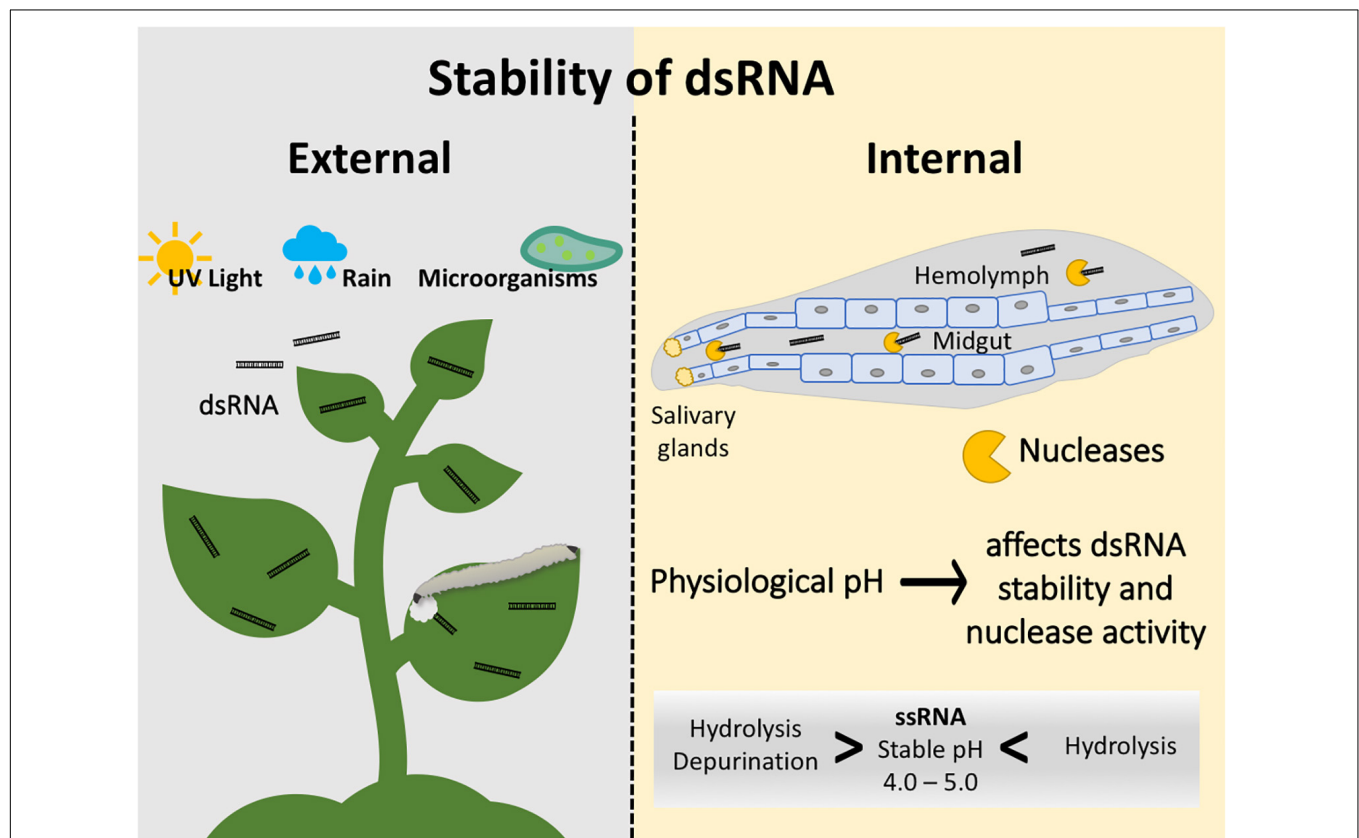 Stability of dsRNA
External
UV Light
Rain
Microorganisms
dsRNA
Internal
Hemolymph
Midgut
Salivary
glands
Nucleases
Physiological pH
affects dsRNA
stability and
nuclease activity
Hydrolysis
Depurination
>
ssRNA
Stable pH
4.0 – 5.0
<
Hydrolysis